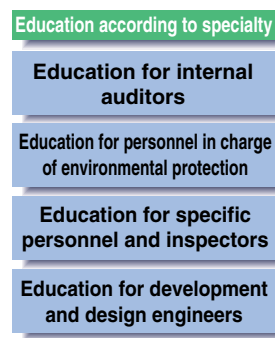 Education according to specialty
Education for internal
auditors
Education for personnel in charge
of environmental protection
Education for specific
personnel and inspectors
Education for development
and design engineers